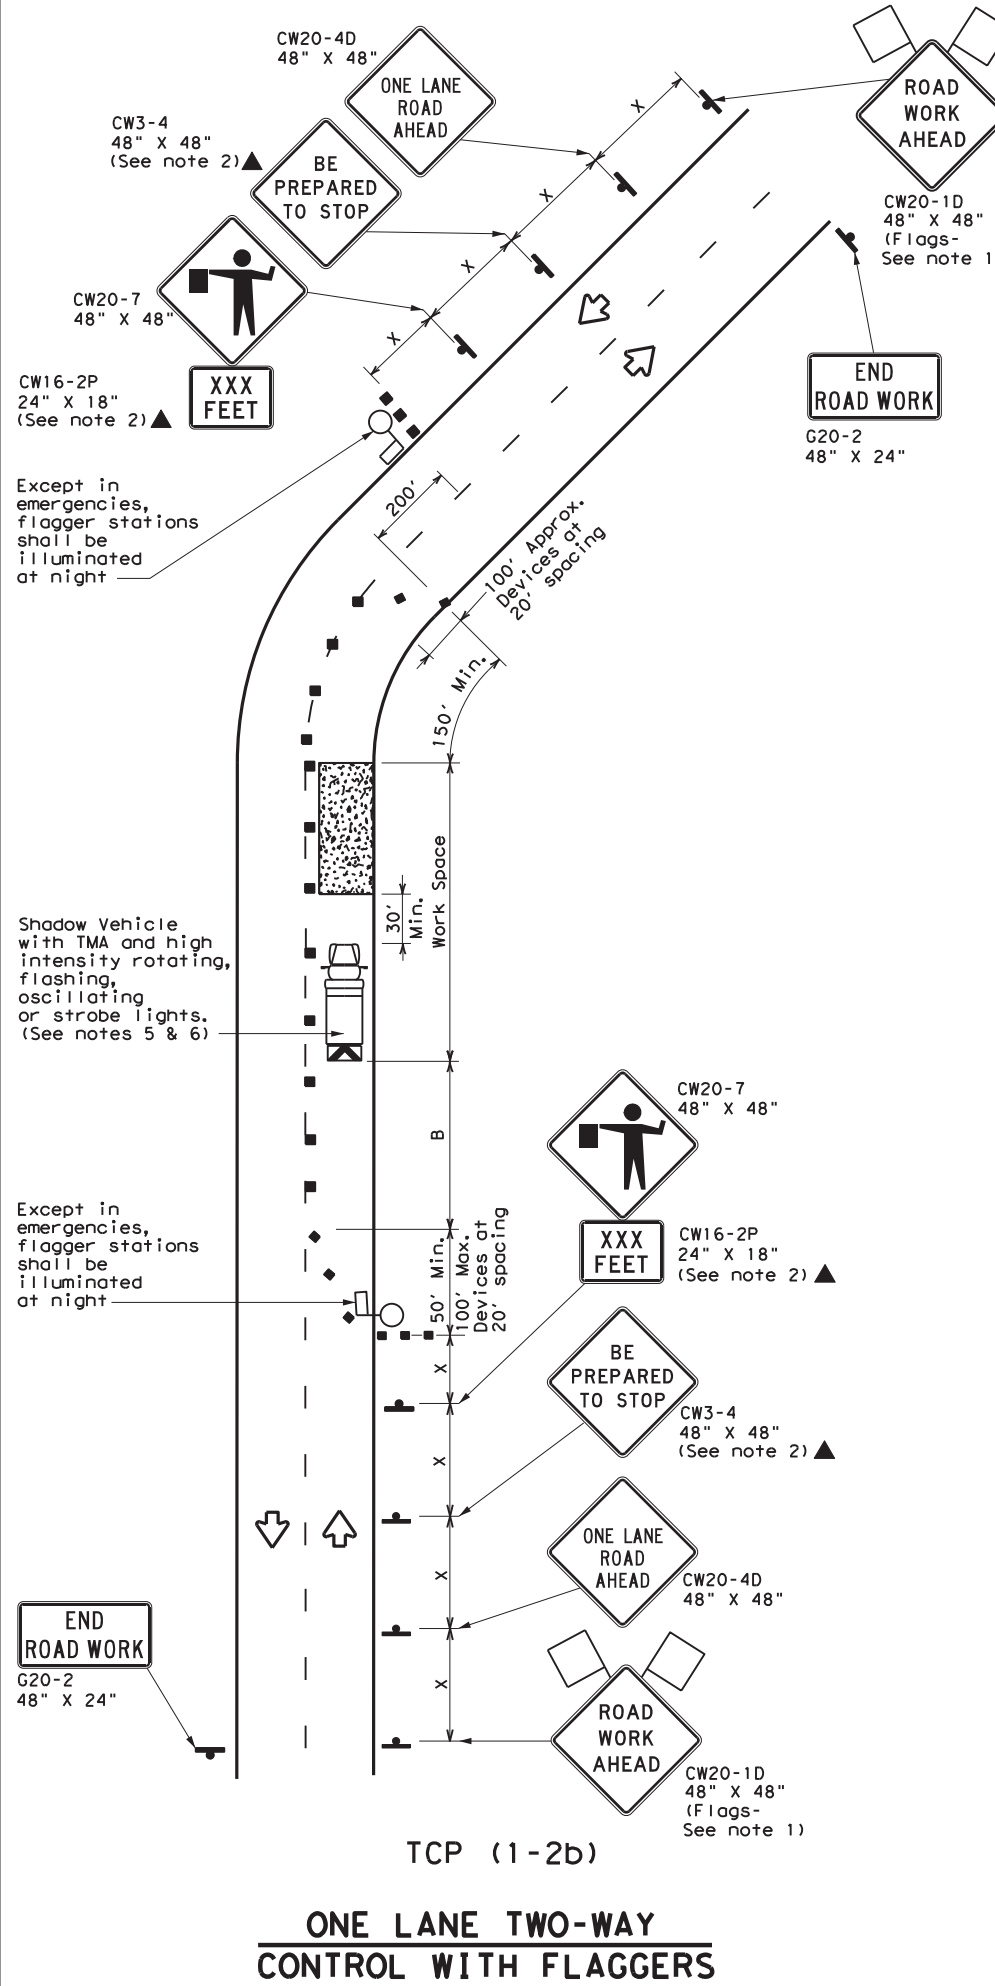 CW20-4D
48" X 48"
ONE LANE
ROAD
AHEAD
X
ROAD
WORK
AHEAD
CW20-1D
48" X 48"
(Flags-
See note 1
CW3-4
48" X 48"
(See note 2)
BE
PREPARED
TO STOP
X
X
X
CW20-7
48" X 48"
CW16-2P
24" X 18"
(See note 2)
XXX
FEET
END
ROAD WORK
G20-2
48" X 24"
Except in
emergencies,
flagger stations
shall be
illuminated
at night
200'
100' Approx.
Devices at
20' spacing
150' Min.
Work Space
30'
Min.
Shadow Vehicle
with TMA and high
intensity rotating,
flashing,
oscillating
or strobe lights.
(See notes 5 & 6)
B
CW20-7
48" X 48"
XXX
FEET
CW16-2P
24" X 18"
(See note 2)
Except in
emergencies,
flagger stations
shall be
illuminated
at night
50' Min.
100' Max.
Devices at
20' spacing
X
BE
PREPARED
TO STOP
CW3-4
48" X 48"
(See note 2)
X
ONE LANE
ROAD
AHEAD
CW20-4D
48" X 48"
X
END
ROAD WORK
G20-2
48" X 24"
X
ROAD
WORK
AHEAD
CW20-1D
48" X 48"
(Flags-
See note 1)
TCP (1-2b)
ONE LANE TWO-WAY
CONTROL WITH FLAGGERS